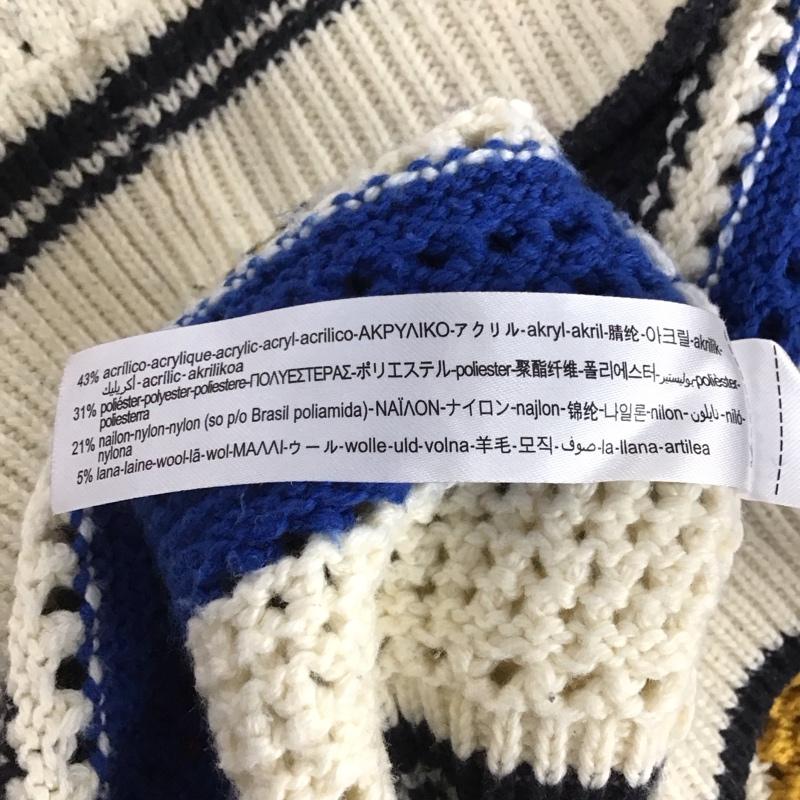 43% acrílico-acrylique-acrylic-acryl-acrilico-ΑΚΡΥΛΙΚΟ-アクリル-akryl-akril-腈纶-아크릴-akrilik-
أكريليك-acrílic-akrilikoa
31% poliéster-polyester-poliestere-ΠΟΛΥΕΣΤΕΡΑΣ-ポリエステル-poliester-聚酯纤维-폴리에스터-بوليستير-polièster-
poliesterra
21% nailon-nylon-nylon (so p/o Brasil poliamida)-ΝΑΪΛΟΝ-ナイロン-najlon-锦纶-나일론-nilon-نايلون-niló-
nylona
5% lana-laine-wool-lã-wol-ΜΑΛΛΙ-ウール-wolle-uld-volna-羊毛-모직-صوف-la-llana-artilea